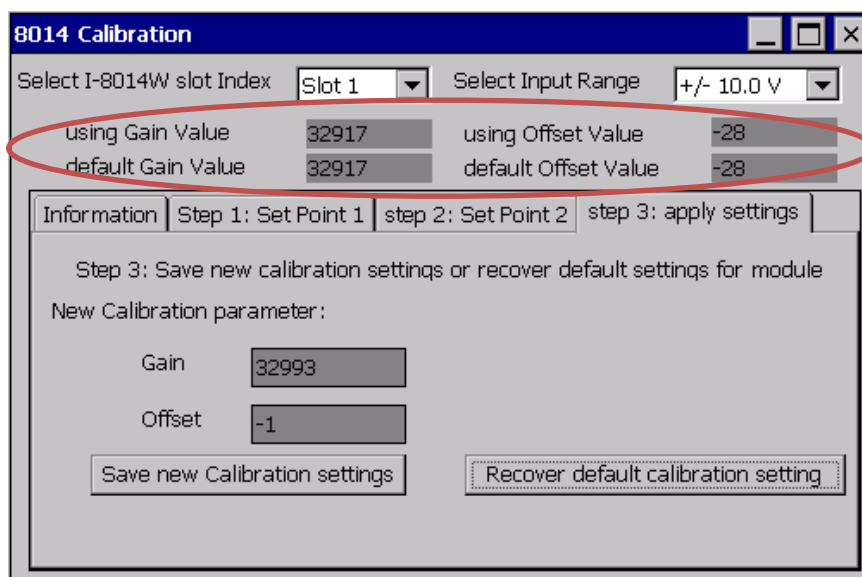 8014 Calibration
Select I-8014W slot Index Slot 1 Select Input Range +/- 10.0 V
using Gain Value 32917 using Offset Value -28
default Gain Value 32917 default Offset Value -28
Information Step 1: Set Point 1 step 2: Set Point 2 step 3: apply settings
Step 3: Save new calibration settings or recover default settings for module
New Calibration parameter:
Gain 32993
Offset -1
Save new Calibration settings Recover default calibration setting